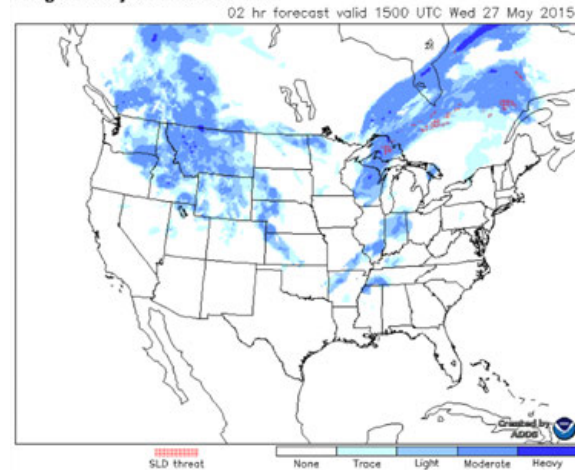 02 hr forecast valid 1500 UTC Wed 27 May 2015
Created by
ADDS
SLD threat
None Trace Light Moderate Heavy